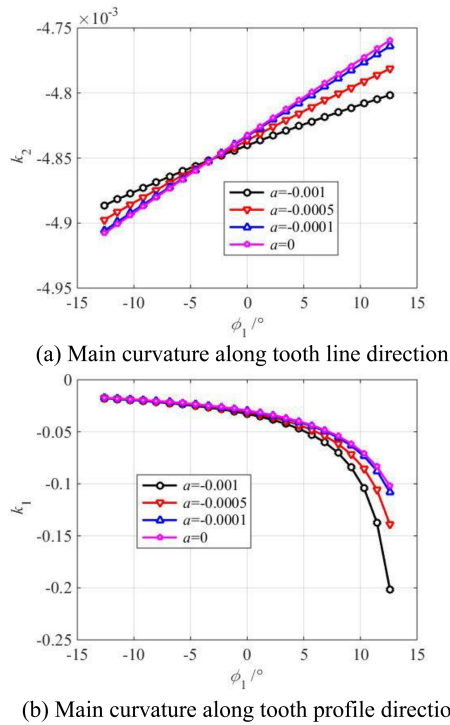 ×10⁻³
-4.75
-4.8
-4.85
-4.9
-4.95
k₂
a=-0.001
a=-0.0005
a=-0.0001
a=0
-15 -10 -5 0 5 10 15
ϕ₁ /°
(a) Main curvature along tooth line direction
0
-0.05
-0.1
-0.15
-0.2
-0.25
k₁
a=-0.001
a=-0.0005
a=-0.0001
a=0
-15 -10 -5 0 5 10 15
ϕ₁ /°
(b) Main curvature along tooth profile directio